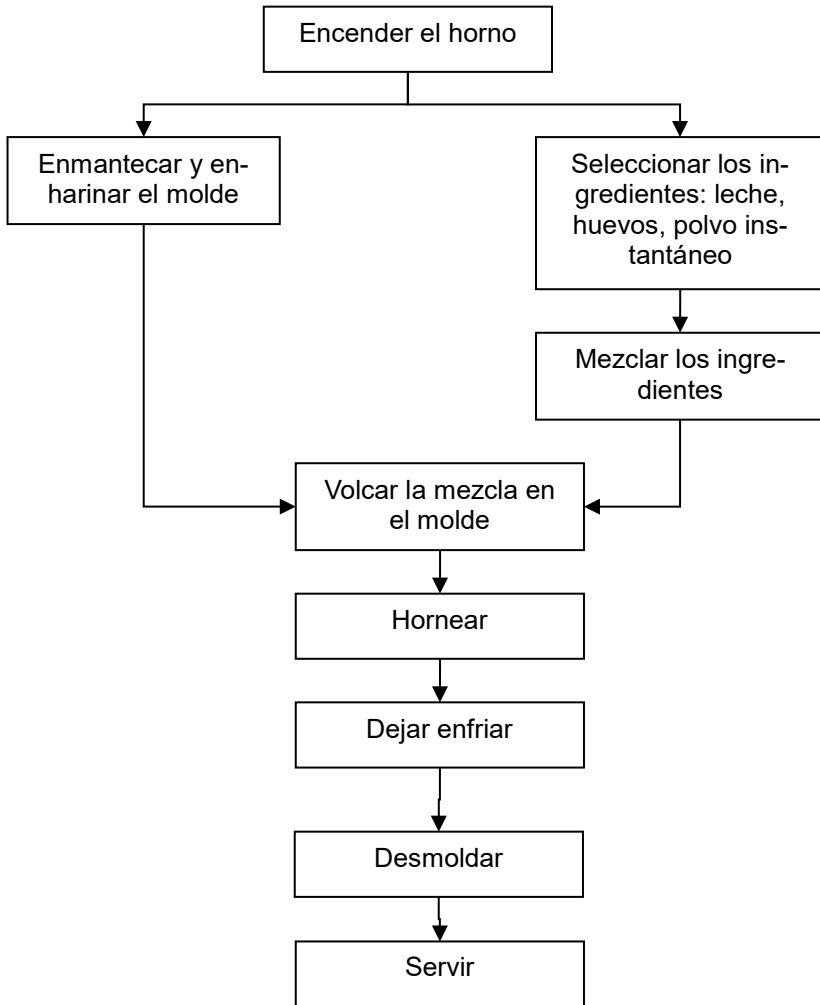 Encender el horno
Enmantecar y en-
harinar el molde
Seleccionar los in-
gredientes: leche,
huevos, polvo ins-
tantáneo
Mezclar los ingre-
dientes
Volcar la mezcla en
el molde
Hornear
Dejar enfriar
Desmoldar
Servir